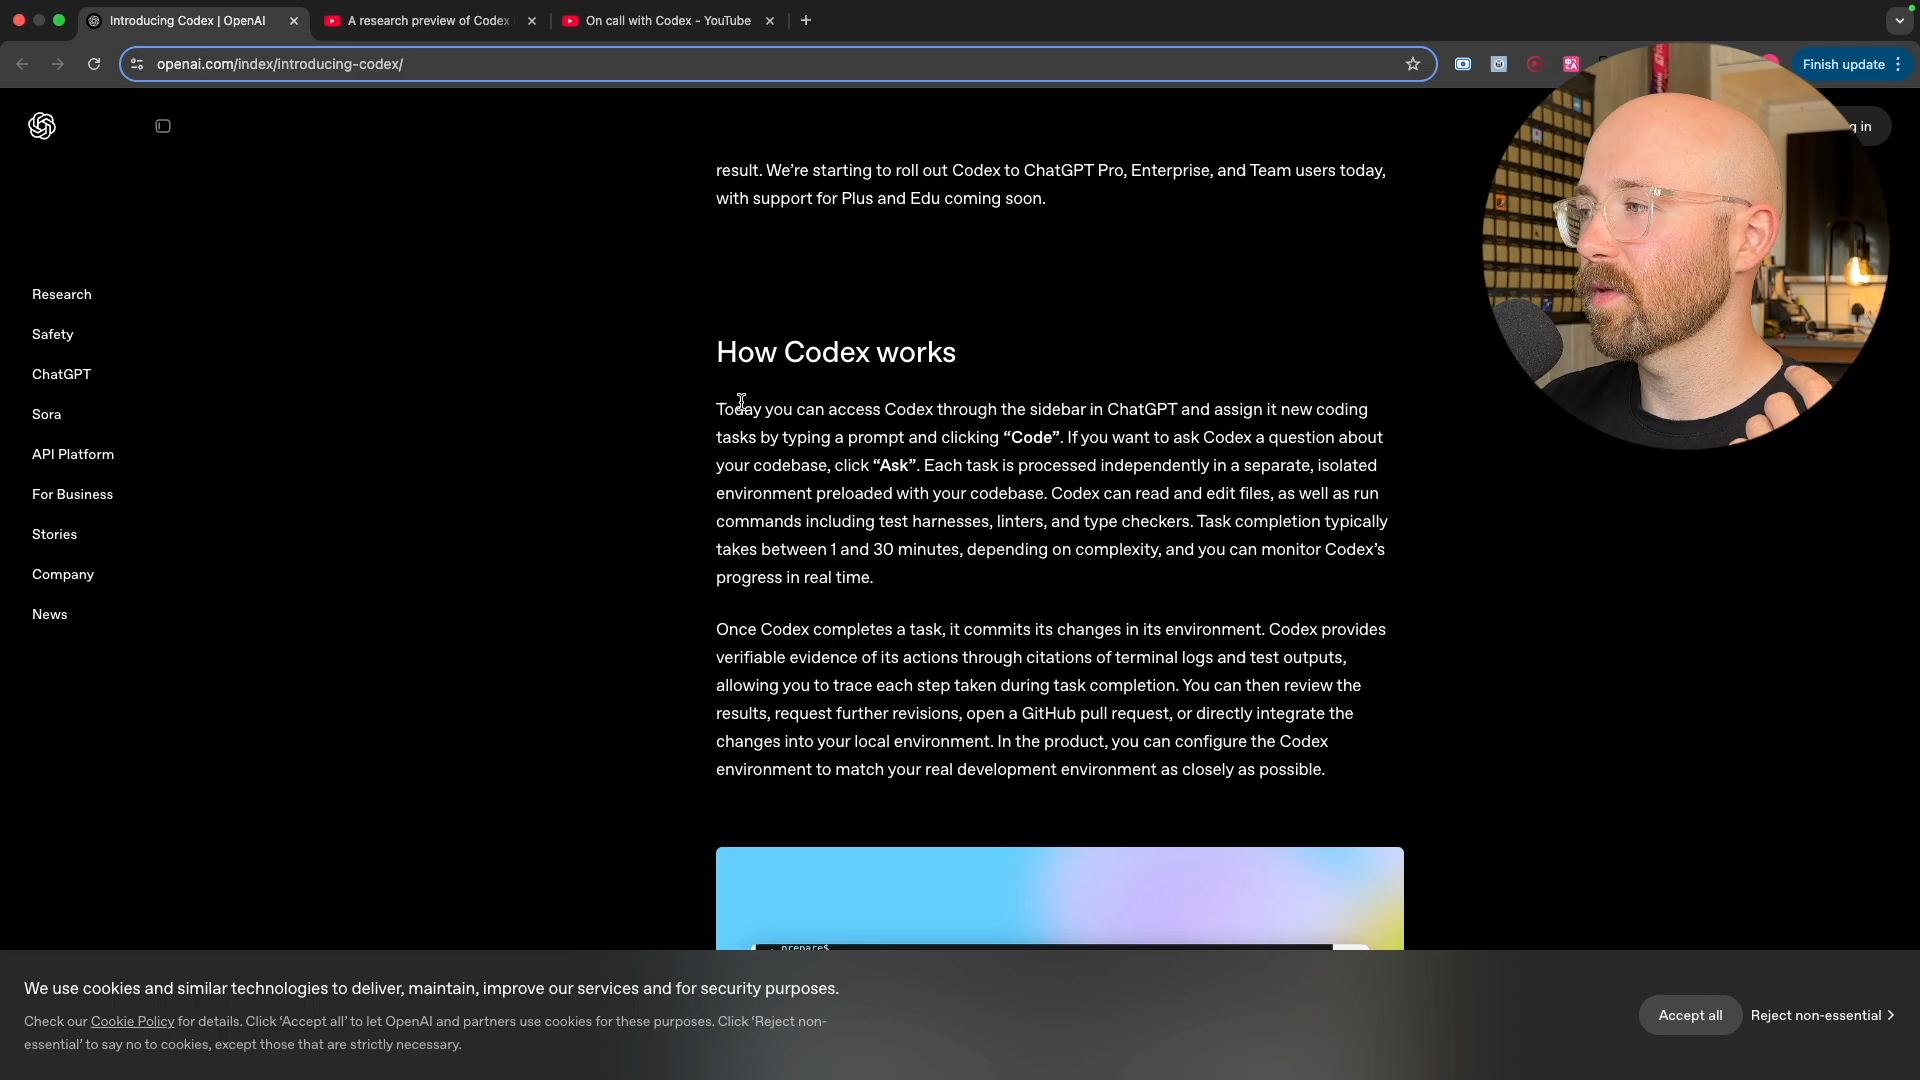 Introducing Codex | OpenAI
A research preview of Codex
On call with Codex - YouTube
openai.com/index/introducing-codex/
Finish update
in
result. We’re starting to roll out Codex to ChatGPT Pro, Enterprise, and Team users today,
with support for Plus and Edu coming soon.
Research
Safety
ChatGPT
Sora
API Platform
For Business
Stories
Company
News
How Codex works
Today you can access Codex through the sidebar in ChatGPT and assign it new coding
tasks by typing a prompt and clicking “Code”. If you want to ask Codex a question about
your codebase, click “Ask”. Each task is processed independently in a separate, isolated
environment preloaded with your codebase. Codex can read and edit files, as well as run
commands including test harnesses, linters, and type checkers. Task completion typically
takes between 1 and 30 minutes, depending on complexity, and you can monitor Codex’s
progress in real time.
Once Codex completes a task, it commits its changes in its environment. Codex provides
verifiable evidence of its actions through citations of terminal logs and test outputs,
allowing you to trace each step taken during task completion. You can then review the
results, request further revisions, open a GitHub pull request, or directly integrate the
changes into your local environment. In the product, you can configure the Codex
environment to match your real development environment as closely as possible.
prepare$
We use cookies and similar technologies to deliver, maintain, improve our services and for security purposes.
Check our Cookie Policy for details. Click ‘Accept all’ to let OpenAI and partners use cookies for these purposes. Click ‘Reject non-
essential’ to say no to cookies, except those that are strictly necessary.
Accept all
Reject non-essential